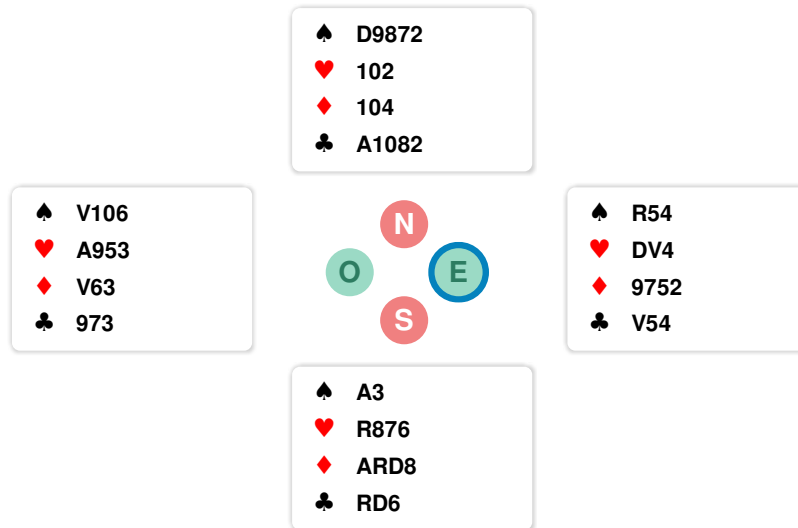 ♠ D9872
♥ 102
♦ 104
♣ A1082
♠ V106
♥ A953
♦ V63
♣ 973
N
O
E
S
♠ R54
♥ DV4
♦ 9752
♣ V54
♠ A3
♥ R876
♦ ARD8
♣ RD6